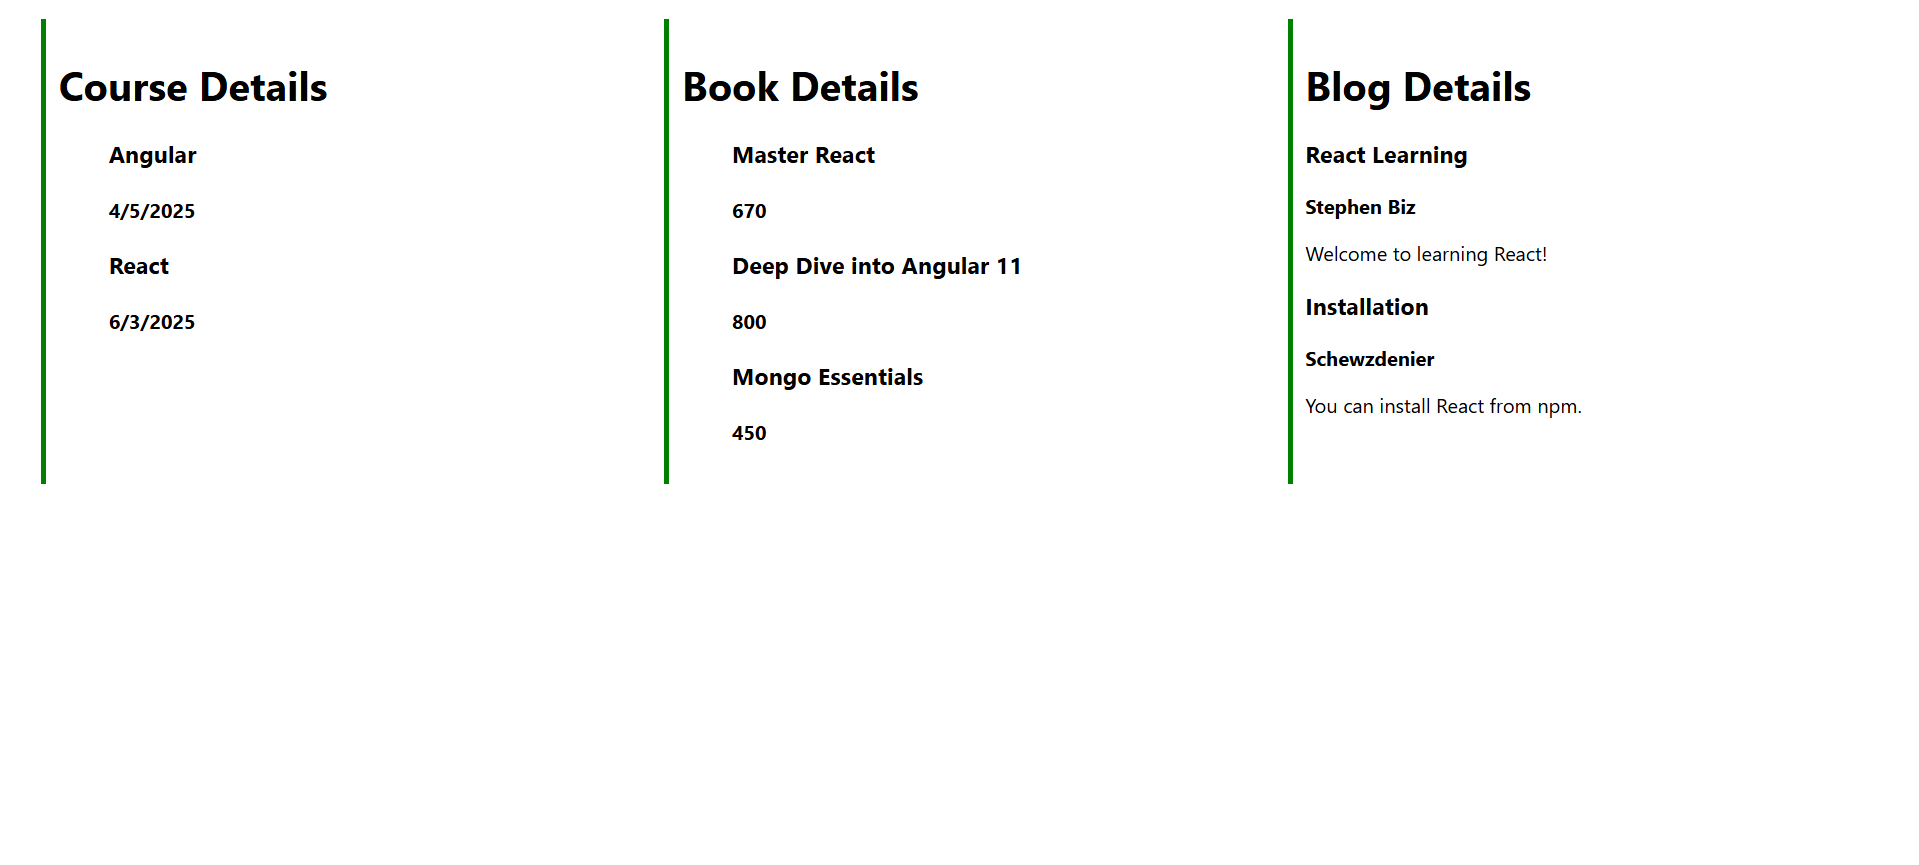 Course Details
Angular
4/5/2025
React
6/3/2025
Book Details
Master React
670
Deep Dive into Angular 11
800
Mongo Essentials
450
Blog Details
React Learning
Stephen Biz
Welcome to learning React!
Installation
Schewzdenier
You can install React from npm.